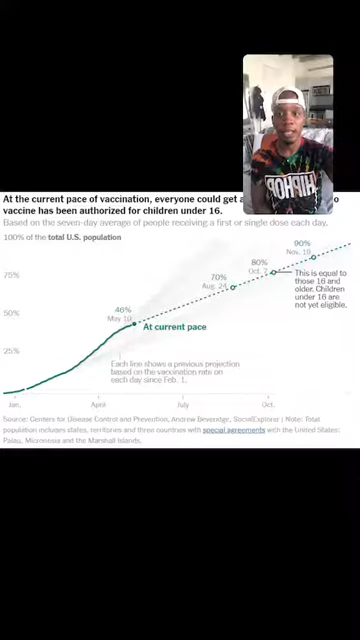 At the current pace of vaccination, everyone could get a
o
vaccine has been authorized for children under 16.
Based on the seven-day average of people receiving a first or single dose each day.
100% of the total U.S. population
90%
Nov. 19
80%
Oct. 7
This is equal to
those 16 and
older. Children
under 16 are
not yet eligible.
75%
70%
Aug. 24
50%
46%
May 10
At current pace
25%
Each line shows a previous projection
based on the vaccination rate on
each day since Feb. 1.
Jan.
April
July
Oct.
Source: Centers for Disease Control and Prevention, Andrew Beveridge, SocialExplorer | Note: Total
population includes states, territories and three countries with special agreements with the United States:
Palau, Micronesia and the Marshall Islands.